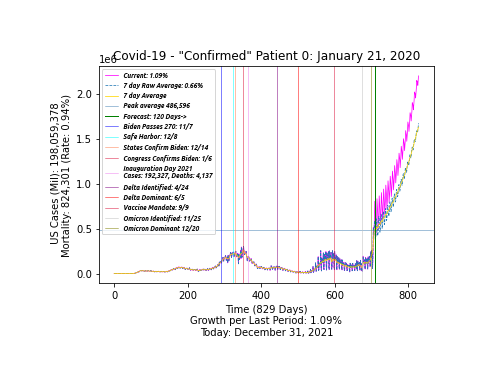 Covid-19 - "Confirmed" Patient 0: January 21, 2020
1e6
Current: 1.09%
7 day Raw Average: 0.66%
7 day Average
Peak average 486,596
Forecast: 120 Days->
Biden Passes 270: 11/7
Safe Harbor: 12/8
States Confirm Biden: 12/14
Congress Confirms Biden: 1/6
Inauguration Day 2021
Cases: 192,327, Deaths: 4,137
Delta Identified: 4/24
Delta Dominant: 6/5
Vaccine Mandate: 9/9
Omicron Identified: 11/25
Omicron Dominant 12/20
US Cases (Mil): 198,059,378
Mortality: 824,301 (Rate: 0.94%)
2.0
1.5
1.0
0.5
0.0
0 200 400 600 800
Time (829 Days)
Growth per Last Period: 1.09%
Today: December 31, 2021